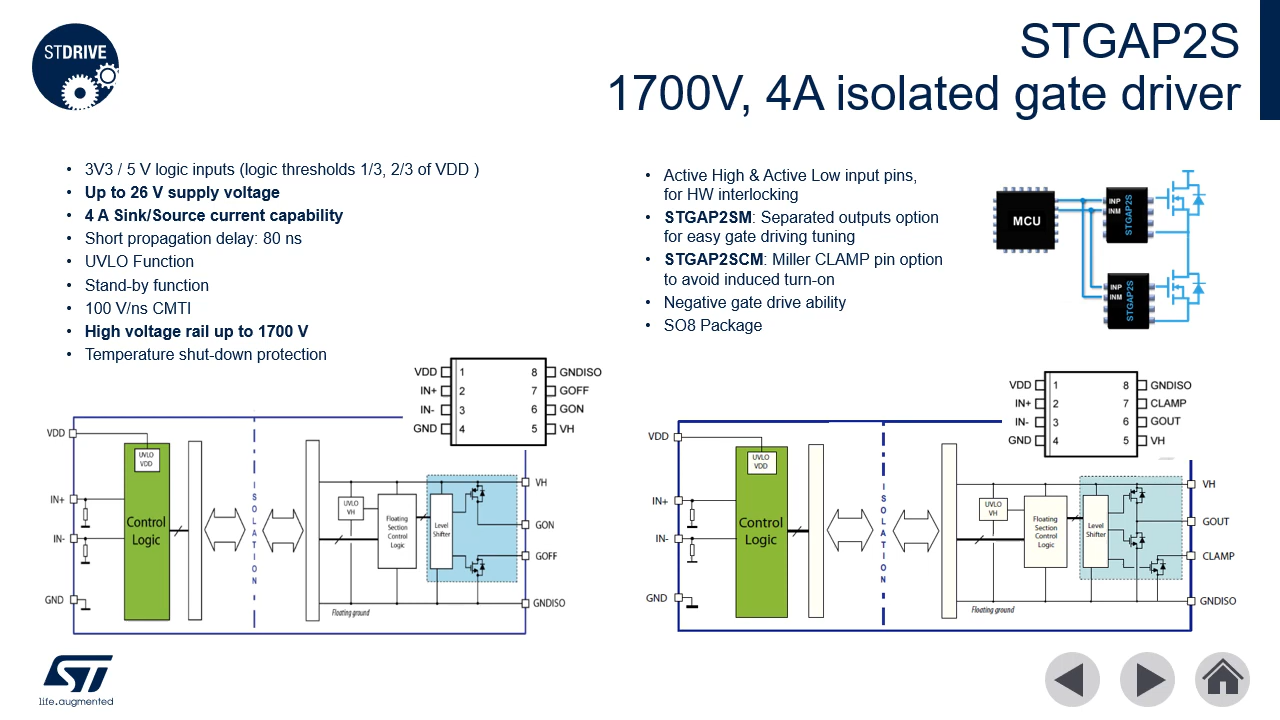 STDRIVE
STGAP2S
1700V, 4A isolated gate driver
• 3V3 / 5 V logic inputs (logic thresholds 1/3, 2/3 of VDD )
• Up to 26 V supply voltage
• 4 A Sink/Source current capability
• Short propagation delay: 80 ns
• UVLO Function
• Stand-by function
• 100 V/ns CMTI
• High voltage rail up to 1700 V
• Temperature shut-down protection
• Active High & Active Low input pins,
for HW interlocking
• STGAP2SM: Separated outputs option
for easy gate driving tuning
• STGAP2SCM: Miller CLAMP pin option
to avoid induced turn-on
• Negative gate drive ability
• SO8 Package
MCU
INP
INM
STGAP2S
INP
INM
STGAP2S
VDD 1 8 GNDISO
IN+ 2 7 GOFF
IN- 3 6 GON
GND 4 5 VH
VDD
IN+
IN-
GND
UVLO
VDD
Control
Logic
ISOLATION
UVLO
VH
Floating
Section
Control
Logic
Level
Shifter
Floating ground
VH
GON
GOFF
GNDISO
VDD 1 8 GNDISO
IN+ 2 7 CLAMP
IN- 3 6 GOUT
GND 4 5 VH
VDD
IN+
IN-
GND
UVLO
VDD
Control
Logic
ISOLATION
UVLO
VH
Floating
Section
Control
Logic
Level
Shifter
Floating ground
VH
GOUT
CLAMP
GNDISO
ST
life.augmented